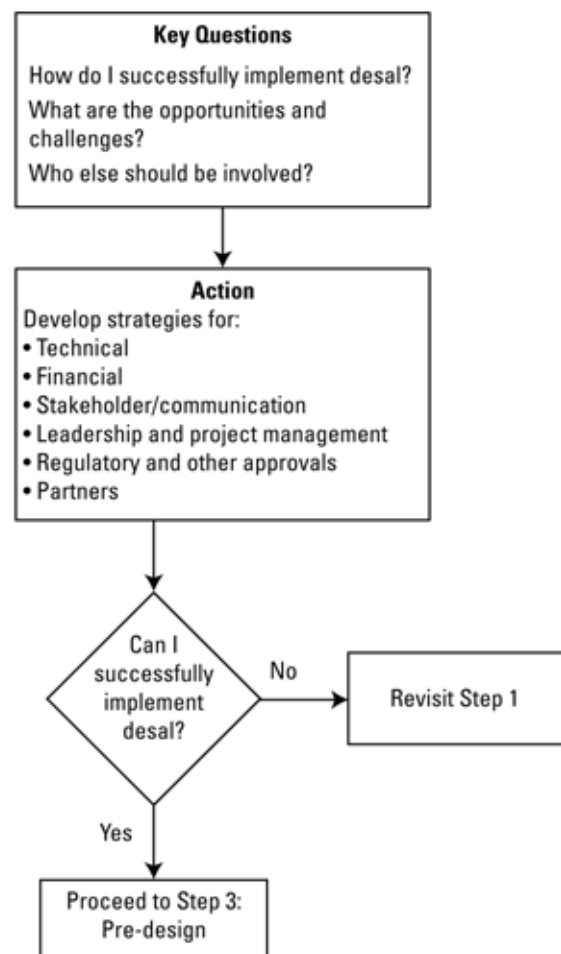 Key Questions
How do I successfully implement desal?
What are the opportunities and
challenges?
Who else should be involved?
Action
Develop strategies for:
• Technical
• Financial
• Stakeholder/communication
• Leadership and project management
• Regulatory and other approvals
• Partners
Can I
successfully
implement
desal?
No
Revisit Step 1
Yes
Proceed to Step 3:
Pre-design